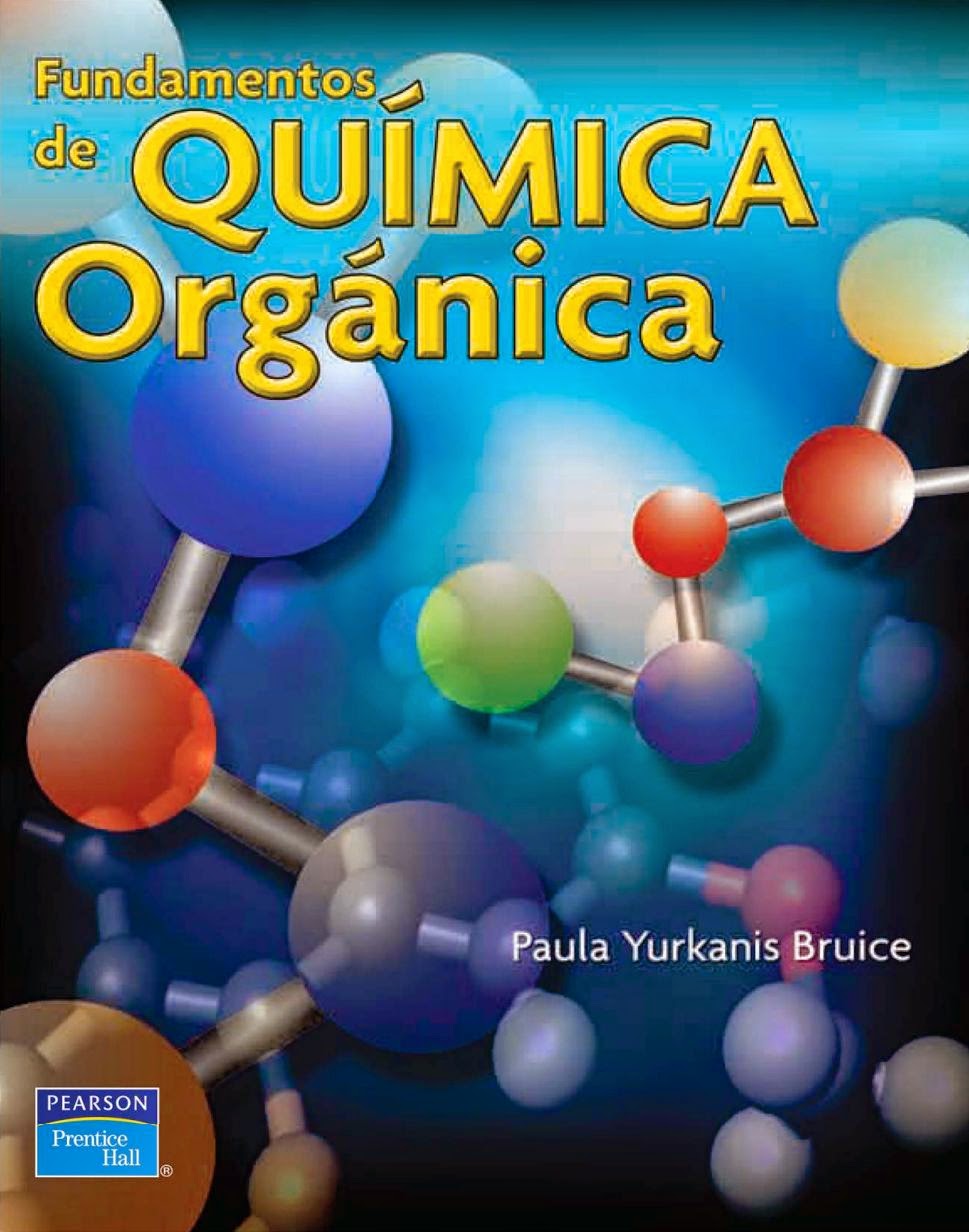 Fundamentos
de QUÍMICA
Orgánica
Paula Yurkanis Bruice
PEARSON
Prentice
Hall
®